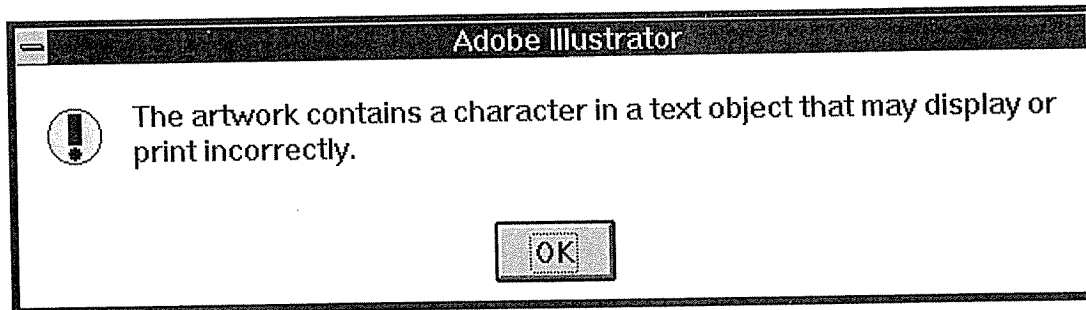 Adobe Illustrator
The artwork contains a character in a text object that may display or
print incorrectly.
OK